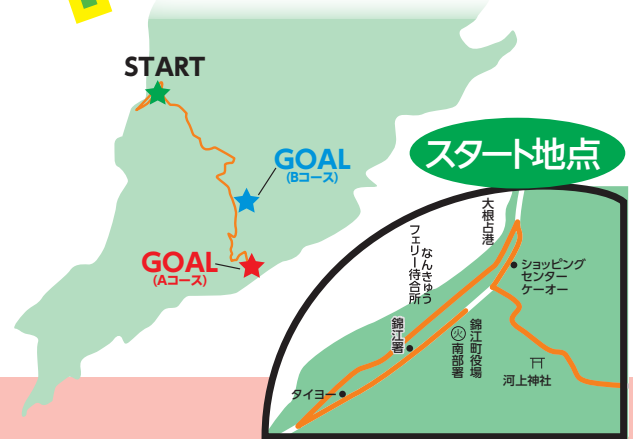 START
GOAL
(Bコース)
GOAL
(Aコース)
スタート地点
大根占港
なんきゅう
フェリー待合所
ショッピング
センター
ケーオー
錦江署
錦江町役場
火
南部署
河上神社
タイヨー